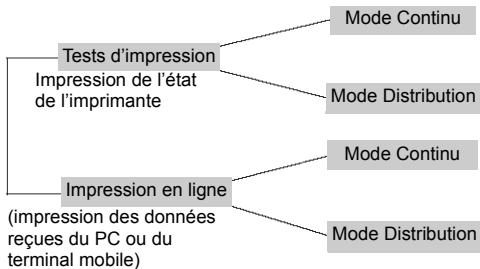 Mode Continu
Tests d'impression
Impression de l'état
de l'imprimante
Mode Distribution
Mode Continu
Impression en ligne
(impression des données
reçues du PC ou du
terminal mobile)
Mode Distribution